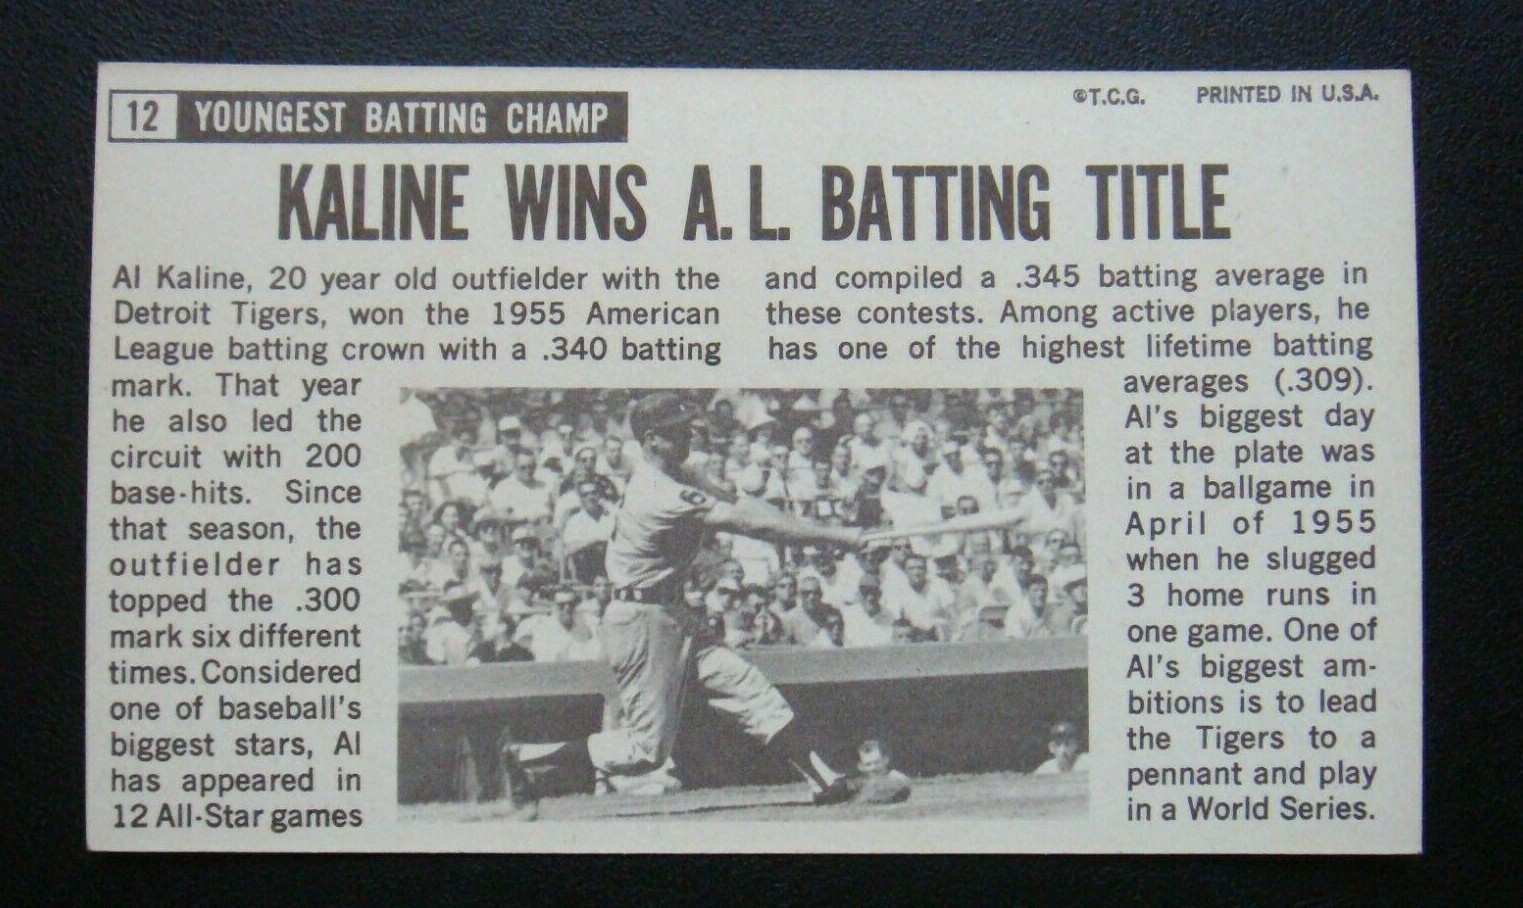 12 YOUNGEST BATTING CHAMP
©T.C.G. PRINTED IN U.S.A.
KALINE WINS A.L. BATTING TITLE
Al Kaline, 20 year old outfielder with the
Detroit Tigers, won the 1955 American
League batting crown with a .340 batting
mark. That year
he also led the
circuit with 200
base-hits. Since
that season, the
outfielder has
topped the .300
mark six different
times. Considered
one of baseball's
biggest stars, Al
has appeared in
12 All-Star games
and compiled a .345 batting average in
these contests. Among active players, he
has one of the highest lifetime batting
averages (.309).
Al's biggest day
at the plate was
in a ballgame in
April of 1955
when he slugged
3 home runs in
one game. One of
Al's biggest am-
bitions is to lead
the Tigers to a
pennant and play
in a World Series.
6